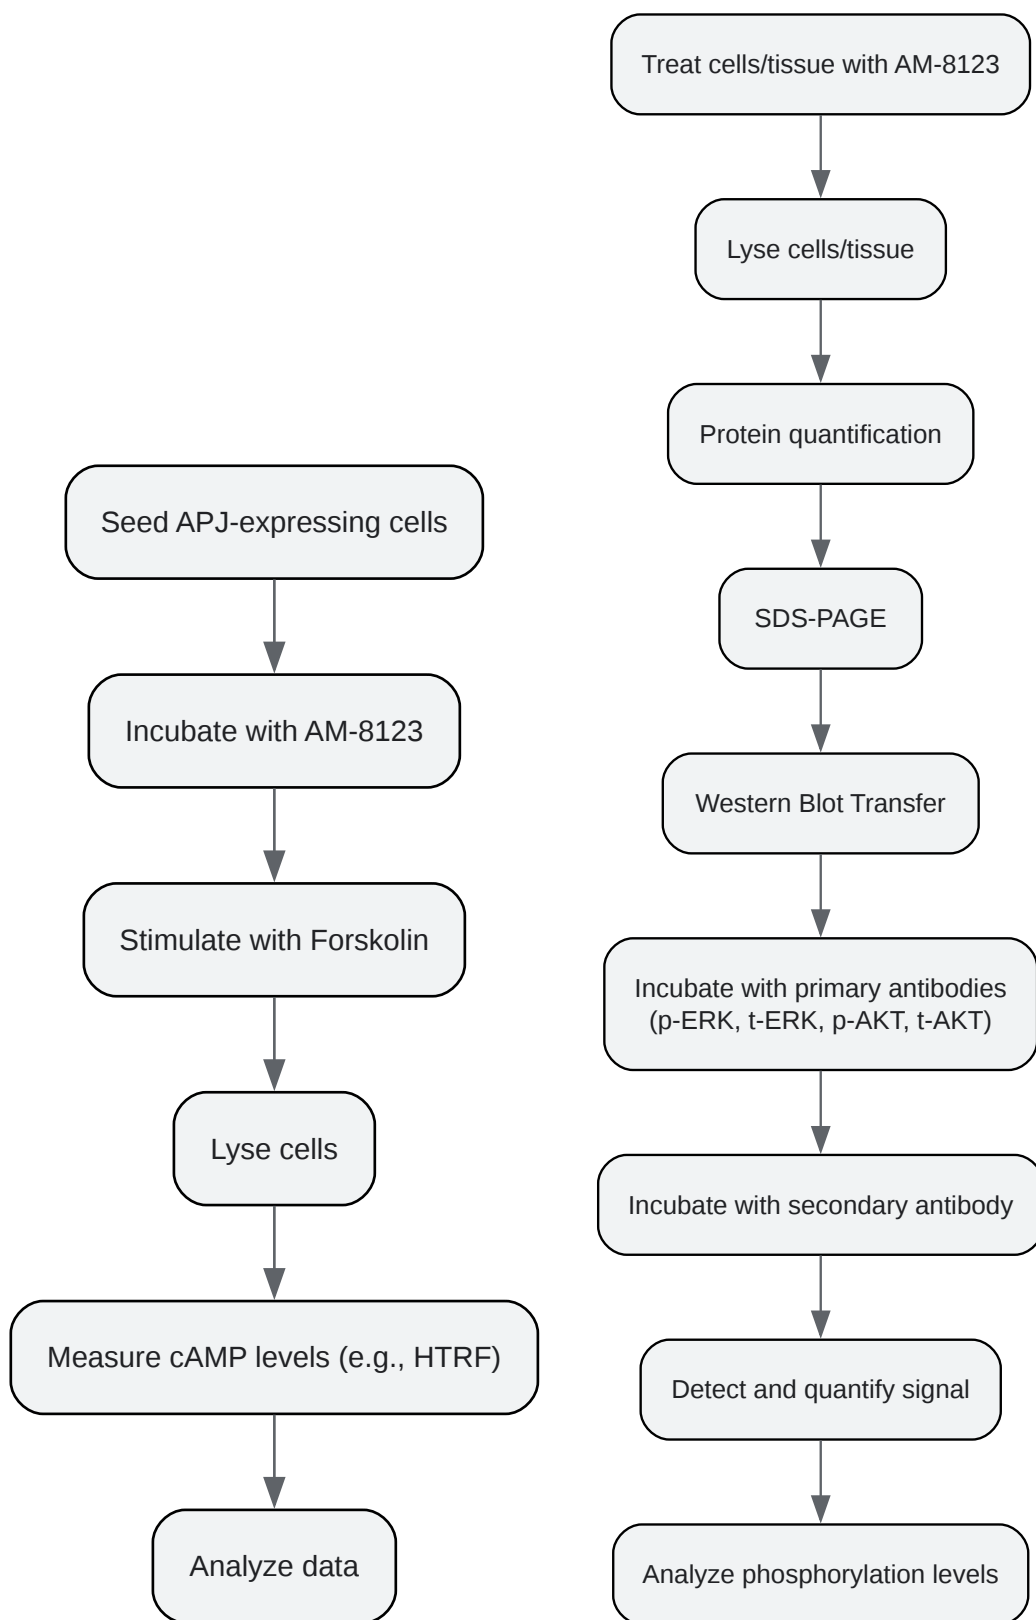 Seed APJ-expressing cells
Incubate with AM-8123
Stimulate with Forskolin
Lyse cells
Measure cAMP levels (e.g., HTRF)
Analyze data
Treat cells/tissue with AM-8123
Lyse cells/tissue
Protein quantification
SDS-PAGE
Western Blot Transfer
Incubate with primary antibodies
(p-ERK, t-ERK, p-AKT, t-AKT)
Incubate with secondary antibody
Detect and quantify signal
Analyze phosphorylation levels